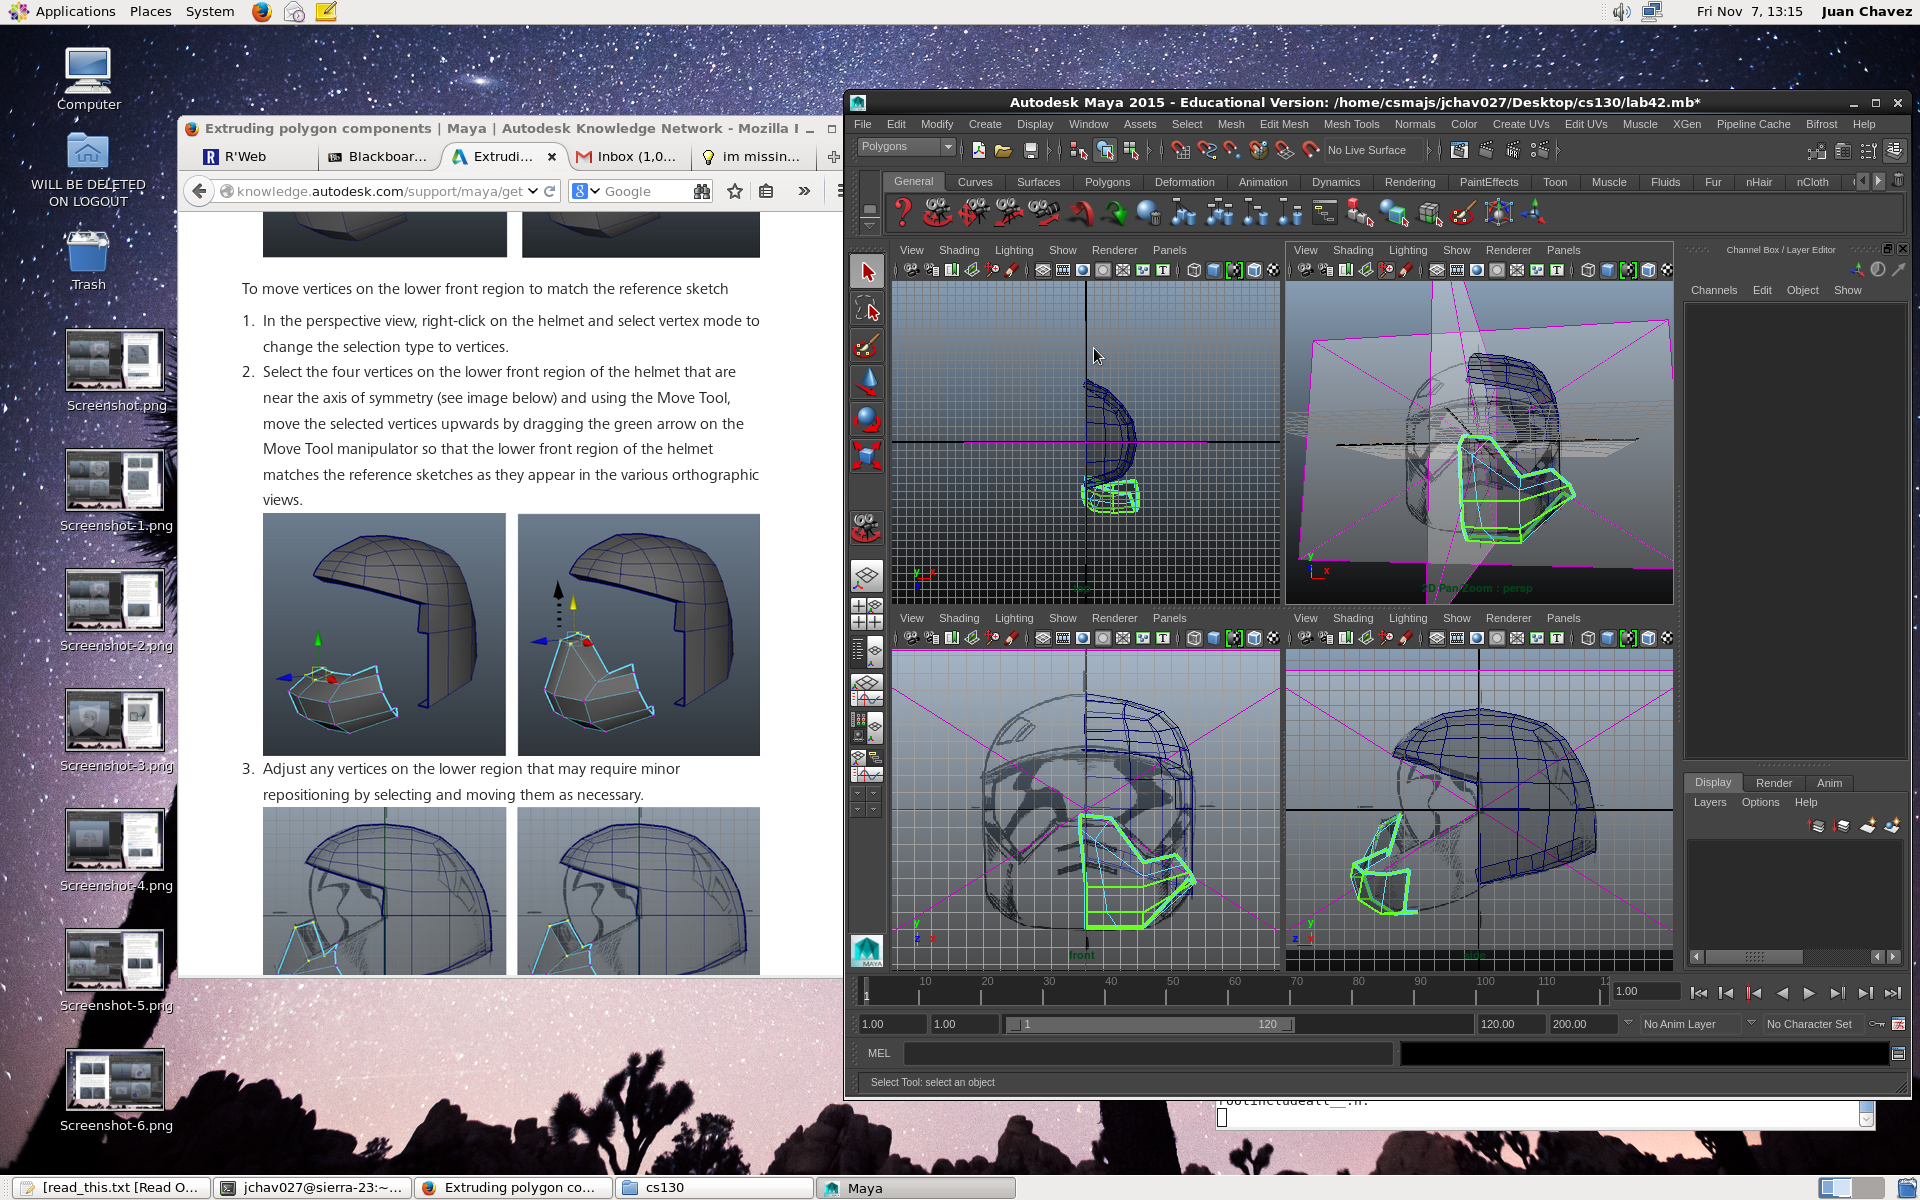 Applications Places System
Fri Nov 7, 13:15 Juan Chavez
Computer
WILL BE DELETED
ON LOGOUT
Trash
Screenshot.png
Screenshot-1.png
Screenshot-2.png
Screenshot-3.png
Screenshot-4.png
Screenshot-5.png
Screenshot-6.png
Extruding polygon components | Maya | Autodesk Knowledge Network - Mozilla
R'Web
Blackboar...
Extrudi...
Inbox (1,0...
im missin...
knowledge.autodesk.com/support/maya/get
Google
To move vertices on the lower front region to match the reference sketch
1. In the perspective view, right-click on the helmet and select vertex mode to
change the selection type to vertices.
2. Select the four vertices on the lower front region of the helmet that are
near the axis of symmetry (see image below) and using the Move Tool,
move the selected vertices upwards by dragging the green arrow on the
Move Tool manipulator so that the lower front region of the helmet
matches the reference sketches as they appear in the various orthographic
views.
3. Adjust any vertices on the lower region that may require minor
repositioning by selecting and moving them as necessary.
Autodesk Maya 2015 - Educational Version: /home/csmajs/jchav027/Desktop/cs130/lab42.mb*
File Edit Modify Create Display Window Assets Select Mesh Edit Mesh Mesh Tools Normals Color Create UVs Edit UVs Muscle XGen Pipeline Cache Bifrost Help
Polygons
No Live Surface
General Curves Surfaces Polygons Deformation Animation Dynamics Rendering PaintEffects Toon Muscle Fluids Fur nHair nCloth
View Shading Lighting Show Renderer Panels
View Shading Lighting Show Renderer Panels
Channel Box / Layer Editor
Channels Edit Object Show
y x
top
y x
2D Pan/Zoom : persp
View Shading Lighting Show Renderer Panels
View Shading Lighting Show Renderer Panels
y
z x
front
y
z x
side
Display Render Anim
Layers Options Help
MAYA
1 10 20 30 40 50 60 70 80 90 100 110 12
1.00
1.00 1.00 1 120 120.00 200.00 No Anim Layer No Character Set
MEL
Select Tool: select an object
[read_this.txt [Read O...
jchav027@sierra-23:~...
Extruding polygon co...
cs130
Maya